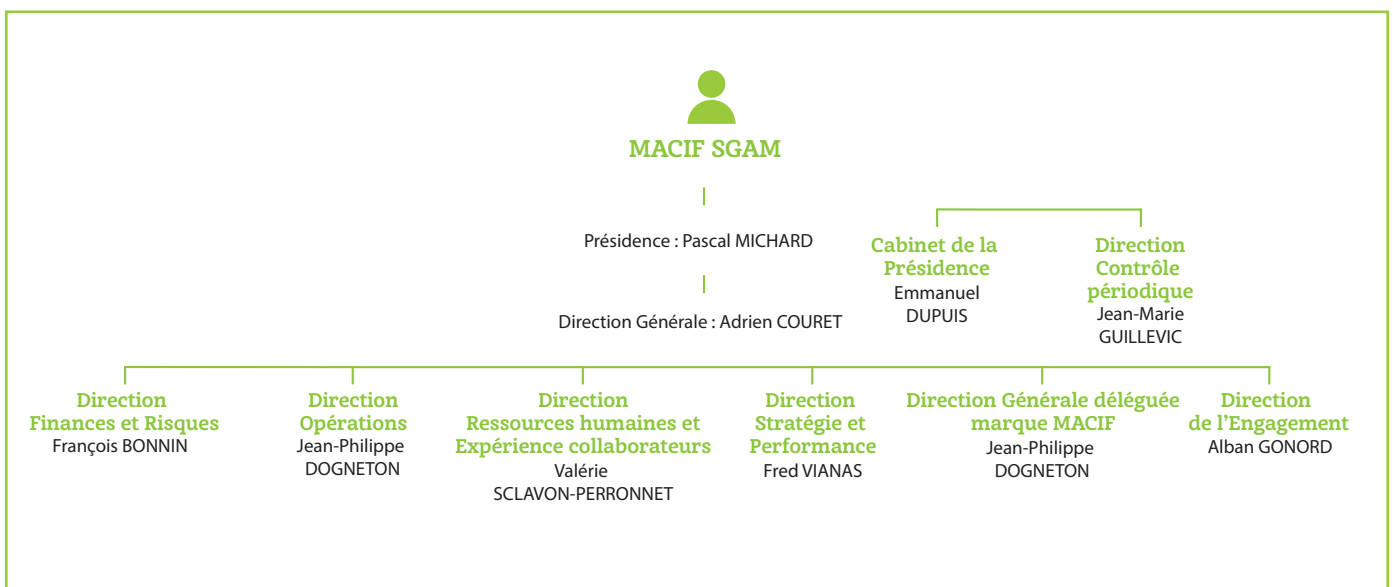 MACIF SGAM
Présidence : Pascal MICHARD
Direction Générale : Adrien COURET
Cabinet de la
Présidence
Emmanuel
DUPUIS
Direction
Contrôle
périodique
Jean-Marie
GUILLEVIC
Direction
Finances et Risques
François BONNIN
Direction
Opérations
Jean-Philippe
DOGNETON
Direction
Ressources humaines et
Expérience collaborateurs
Valérie
SCLAVON-PERRONNET
Direction
Stratégie et
Performance
Fred VIANAS
Direction Générale déléguée
marque MACIF
Jean-Philippe
DOGNETON
Direction
de l'Engagement
Alban GONORD